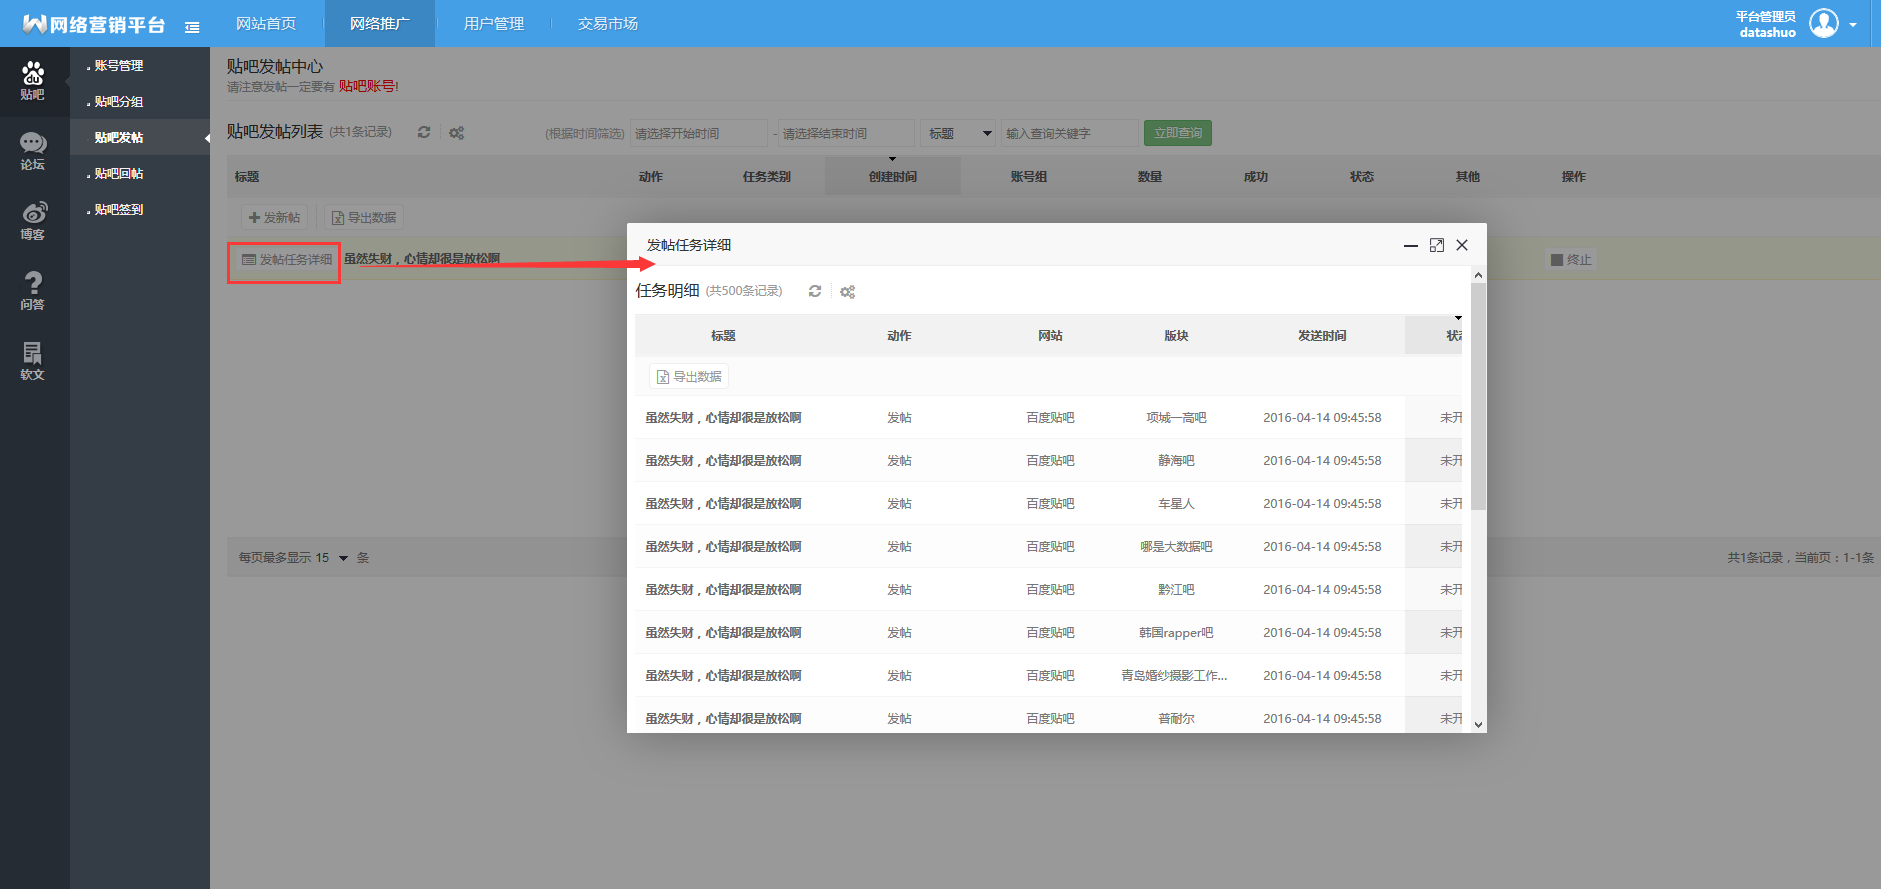 网络营销平台
网站首页
网络推广
用户管理
交易市场
平台管理员
datashuo
du
贴吧
论坛
博客
问答
软文
账号管理
贴吧分组
贴吧发帖
贴吧回帖
贴吧签到
贴吧发帖中心
请注意发帖一定要有 贴吧账号!
贴吧发帖列表 (共1条记录)
(根据时间筛选) 请选择开始时间 - 请选择结束时间 标题 输入查询关键字 立即查询
标题 动作 任务类别 创建时间 账号组 数量 成功 状态 其他 操作
发新帖 导出数据
发帖任务详细 虽然失财，心情却很是放松啊 终止
每页最多显示 15 条
共1条记录，当前页：1-1条
发帖任务详细
任务明细 (共500条记录)
标题 动作 网站 版块 发送时间
导出数据
虽然失财，心情却很是放松啊 发帖 百度贴吧 项城一高吧 2016-04-14 09:45:58 未开
虽然失财，心情却很是放松啊 发帖 百度贴吧 静海吧 2016-04-14 09:45:58 未开
虽然失财，心情却很是放松啊 发帖 百度贴吧 车星人 2016-04-14 09:45:58 未开
虽然失财，心情却很是放松啊 发帖 百度贴吧 哪是大数据吧 2016-04-14 09:45:58 未开
虽然失财，心情却很是放松啊 发帖 百度贴吧 黔江吧 2016-04-14 09:45:58 未开
虽然失财，心情却很是放松啊 发帖 百度贴吧 韩国rapper吧 2016-04-14 09:45:58 未开
虽然失财，心情却很是放松啊 发帖 百度贴吧 青岛婚纱摄影工作... 2016-04-14 09:45:58 未开
虽然失财，心情却很是放松啊 发帖 百度贴吧 普耐尔 2016-04-14 09:45:58 未开